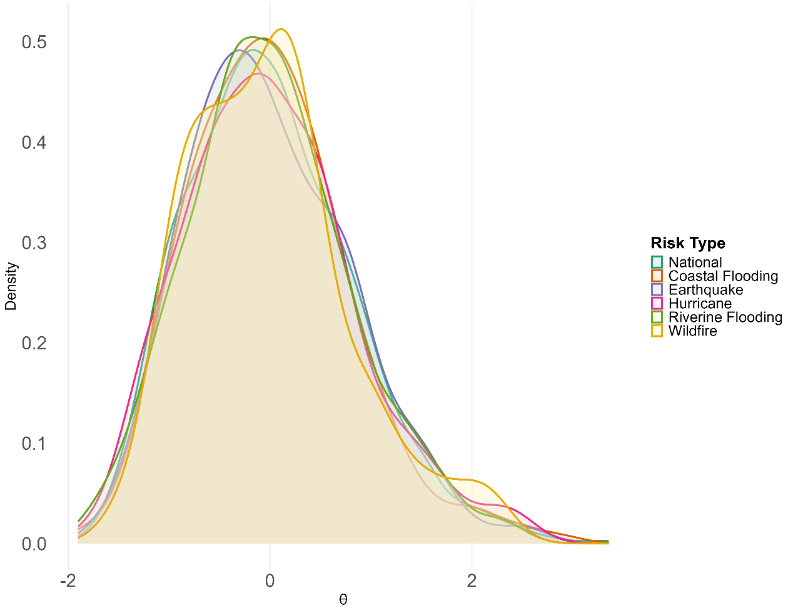 0.5
0.4
0.3
0.2
0.1
0.0
Density
-2 0 2
θ
Risk Type
National
Coastal Flooding
Earthquake
Hurricane
Riverine Flooding
Wildfire